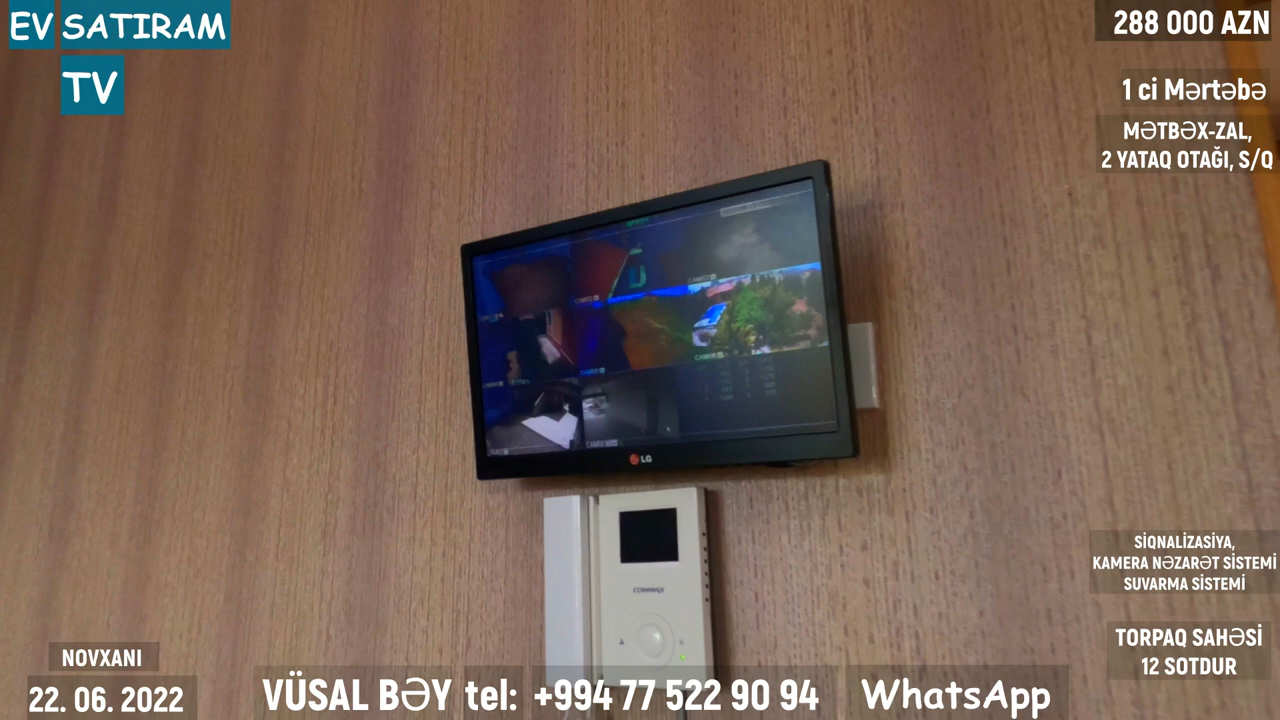 EV SATIRAM
TV
288 000 AZN
1 ci Mərtəbə
MƏTBƏX-ZAL,
2 YATAQ OTAĞI, S/Q
LG
COMMAX
SİQNALİZASİYA,
KAMERA NƏZARƏT SİSTEMİ
SUVARMA SİSTEMİ
TORPAQ SAHƏSİ
12 SOTDUR
NOVXANI
22. 06. 2022
VÜSAL BƏY tel: +994 77 522 90 94 WhatsApp